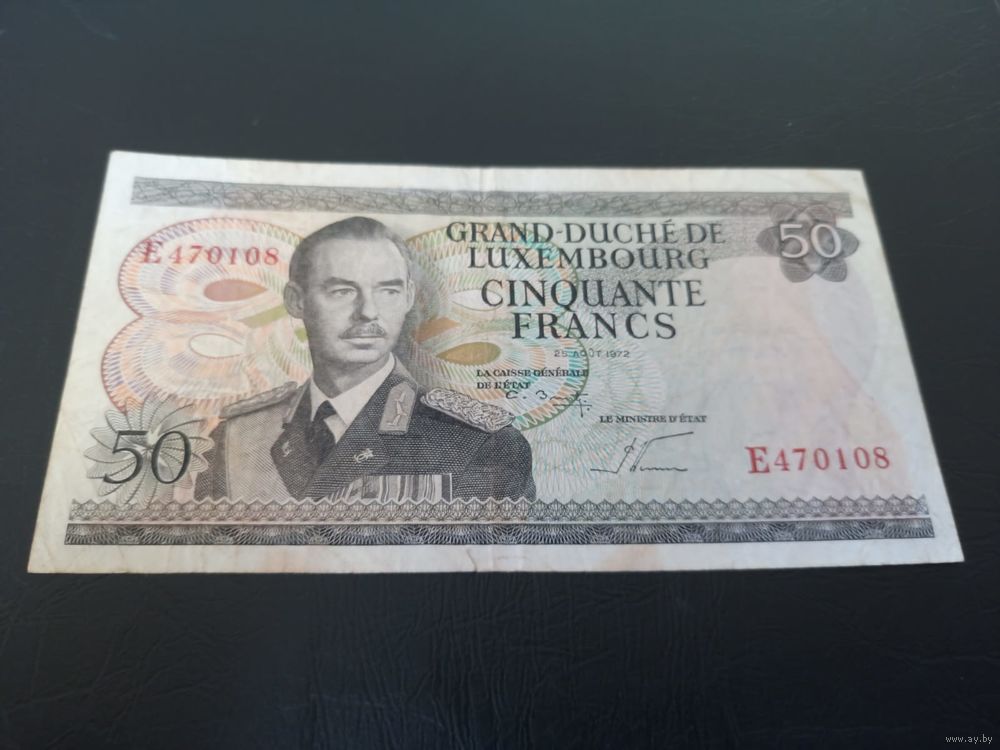 E470108
GRAND-DUCHÉ DE
LUXEMBOURG
CINQUANTE
FRANCS
50
25 AOÛT 1972
LA CAISSE GÉNÉRALE
DE L'ÉTAT
LE MINISTRE D'ÉTAT
50
E470108
www.ay.by